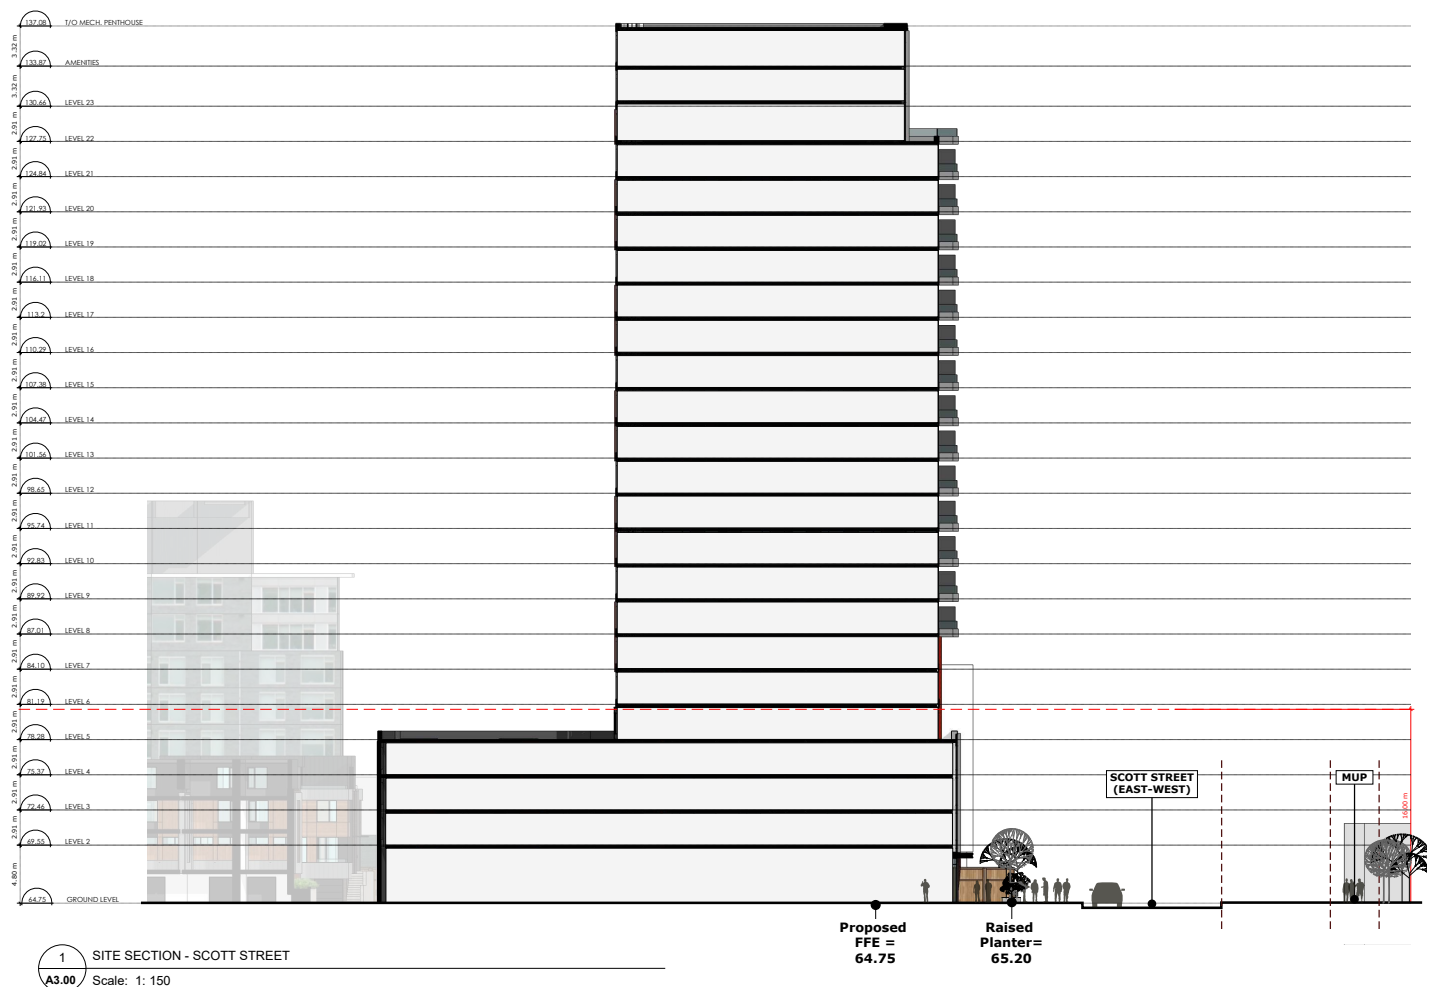 137.08 T/O MECH. PENTHOUSE
3.32 m
133.87 AMENITIES
3.32 m
130.66 LEVEL 23
2.91 m
127.75 LEVEL 22
2.91 m
124.84 LEVEL 21
2.91 m
121.93 LEVEL 20
2.91 m
119.02 LEVEL 19
2.91 m
116.11 LEVEL 18
2.91 m
113.2 LEVEL 17
2.91 m
110.29 LEVEL 16
2.91 m
107.38 LEVEL 15
2.91 m
104.47 LEVEL 14
2.91 m
101.56 LEVEL 13
2.91 m
98.65 LEVEL 12
2.91 m
95.74 LEVEL 11
2.91 m
92.83 LEVEL 10
2.91 m
89.92 LEVEL 9
2.91 m
87.01 LEVEL 8
2.91 m
84.10 LEVEL 7
2.91 m
81.19 LEVEL 6
2.91 m
78.28 LEVEL 5
2.91 m
75.37 LEVEL 4
2.91 m
72.46 LEVEL 3
2.91 m
69.55 LEVEL 2
4.80 m
64.75 GROUND LEVEL
SCOTT STREET
(EAST-WEST)
MUP
16.00 m
Proposed
FFE =
64.75
Raised
Planter=
65.20
1 SITE SECTION - SCOTT STREET
A3.00 Scale: 1: 150